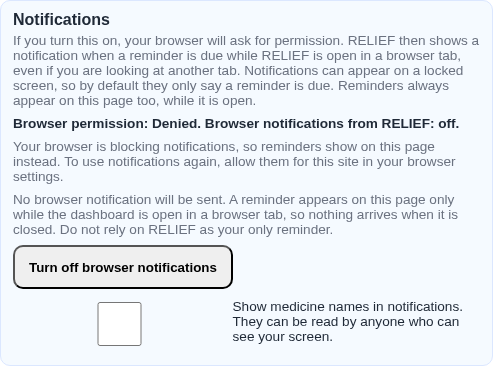 Notifications
If you turn this on, your browser will ask for permission. RELIEF then shows a
notification when a reminder is due while RELIEF is open in a browser tab,
even if you are looking at another tab. Notifications can appear on a locked
screen, so by default they only say a reminder is due. Reminders always
appear on this page too, while it is open.
Browser permission: Denied. Browser notifications from RELIEF: off.
Your browser is blocking notifications, so reminders show on this page
instead. To use notifications again, allow them for this site in your browser
settings.
No browser notification will be sent. A reminder appears on this page only
while the dashboard is open in a browser tab, so nothing arrives when it is
closed. Do not rely on RELIEF as your only reminder.
Turn off browser notifications
Show medicine names in notifications.
They can be read by anyone who can
see your screen.